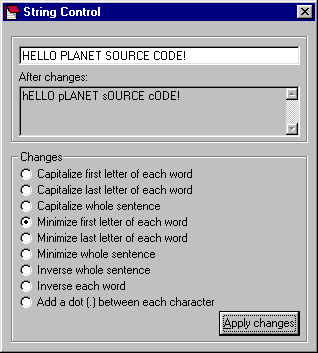 String Control
HELLO PLANET SOURCE CODE!
After changes:
hELLO pLANET sOURCE cODE!
Changes
Capitalize first letter of each word
Capitalize last letter of each word
Capitalize whole sentence
Minimize first letter of each word
Minimize last letter of each word
Minimize whole sentence
Inverse whole sentence
Inverse each word
Add a dot (.) between each character
Apply changes